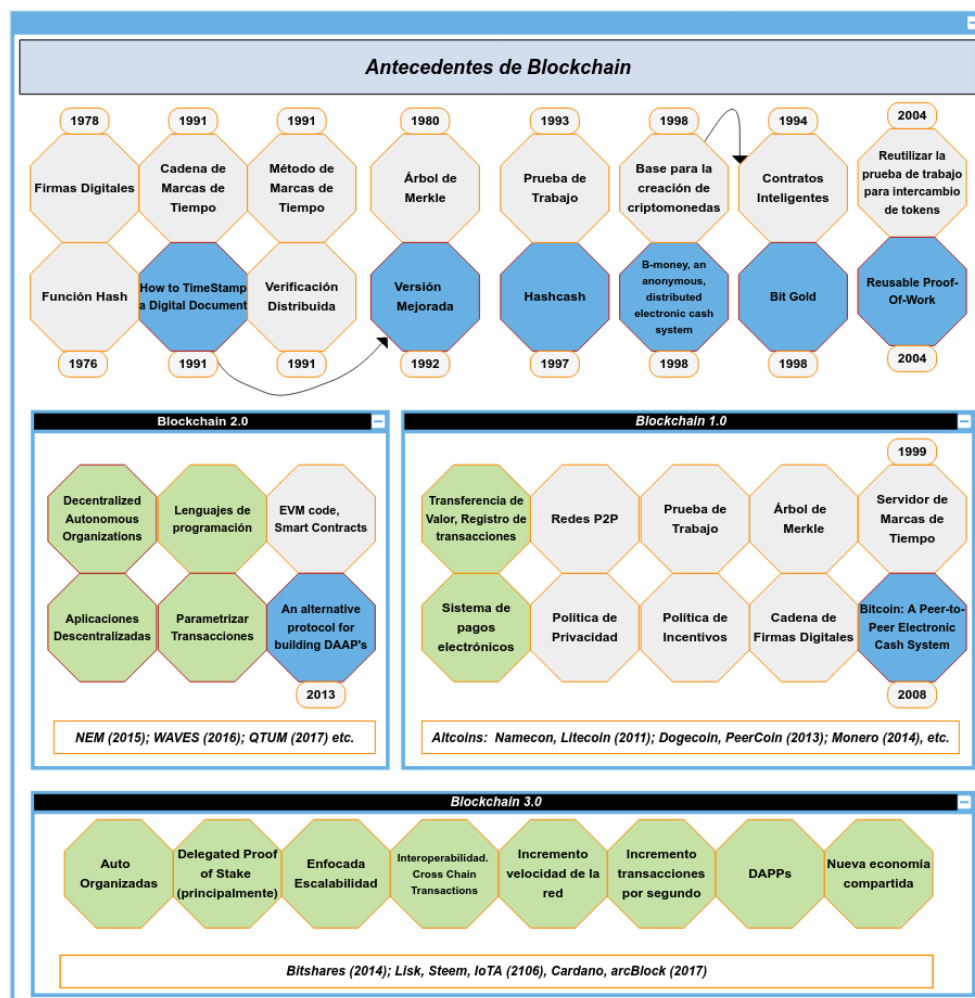 Antecedentes de Blockchain
1978
1991
1991
1980
1993
1998
1994
2004
Firmas Digitales
Cadena de
Marcas de
Tiempo
Método de
Marcas de
Tiempo
Árbol de
Merkle
Prueba de
Trabajo
Base para la
creación de
criptomonedas
Contratos
Inteligentes
Reutilizar la
prueba de trabajo
para intercambio
de tokens
Función Hash
How to TimeStamp
a Digital Document
Verificación
Distribuida
Versión
Mejorada
Hashcash
B-money, an
anonymous,
distributed
electronic cash
system
Bit Gold
Reusable Proof-
Of-Work
1976
1991
1991
1992
1997
1998
1998
2004
Blockchain 2.0
Decentralized
Autonomous
Organizations
Lenguajes de
programación
EVM code,
Smart Contracts
Aplicaciones
Descentralizadas
Parametrizar
Transacciones
An alternative
protocol for
building DAAP's
2013
NEM (2015); WAVES (2016); QTUM (2017) etc.
Blockchain 1.0
1999
Transferencia de
Valor, Registro de
transacciones
Redes P2P
Prueba de
Trabajo
Árbol de
Merkle
Servidor de
Marcas de
Tiempo
Sistema de
pagos
electrónicos
Política de
Privacidad
Política de
Incentivos
Cadena de
Firmas Digitales
Bitcoin: A Peer-to-
Peer Electronic
Cash System
2008
Altcoins: Namecon, Litecoin (2011); Dogecoin, PeerCoin (2013); Monero (2014), etc.
Blockchain 3.0
Auto
Organizadas
Delegated Proof
of Stake
(principalmente)
Enfocada
Escalabilidad
Interoperabilidad.
Cross Chain
Transactions
Incremento
velocidad de la
red
Incremento
transacciones
por segundo
DAPPs
Nueva economía
compartida
Bitshares (2014); Lisk, Steem, IoTA (2106), Cardano, arcBlock (2017)